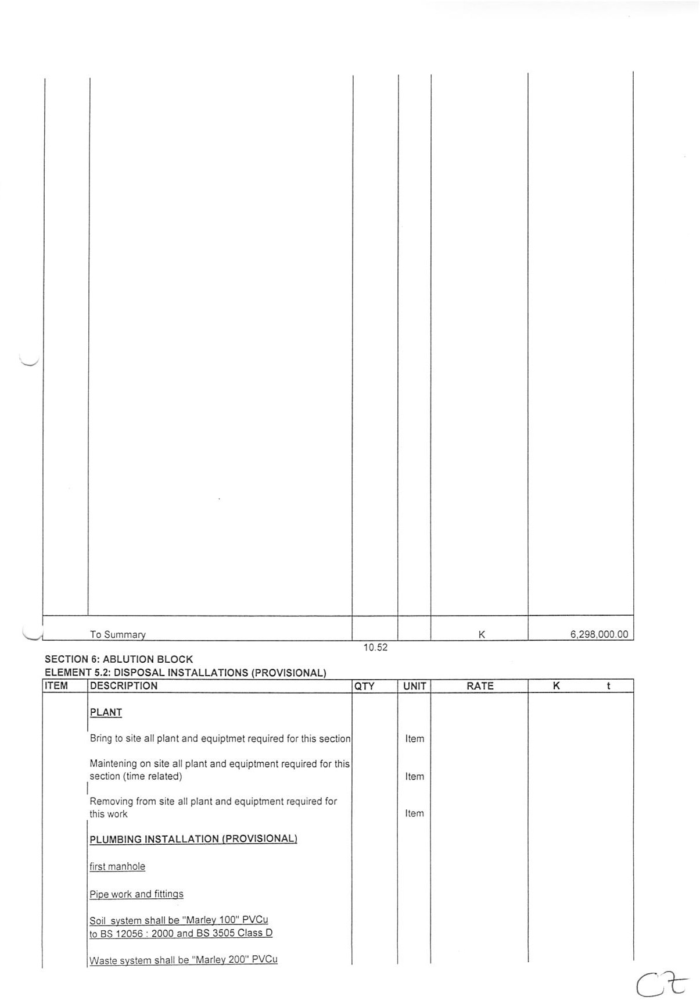 To Summary K 6,298,000.00
10.52
SECTION 6: ABLUTION BLOCK
ELEMENT 5.2: DISPOSAL INSTALLATIONS (PROVISIONAL)
ITEM DESCRIPTION QTY UNIT RATE K t
PLANT
Bring to site all plant and equiptmet required for this section Item
Maintening on site all plant and equiptment required for this
section (time related) Item
Removing from site all plant and equiptment required for
this work Item
PLUMBING INSTALLATION (PROVISIONAL)
first manhole
Pipe work and fittings
Soil system shall be "Marley 100" PVCu
to BS 12056 : 2000 and BS 3505 Class D
Waste system shall be "Marley 200" PVCu